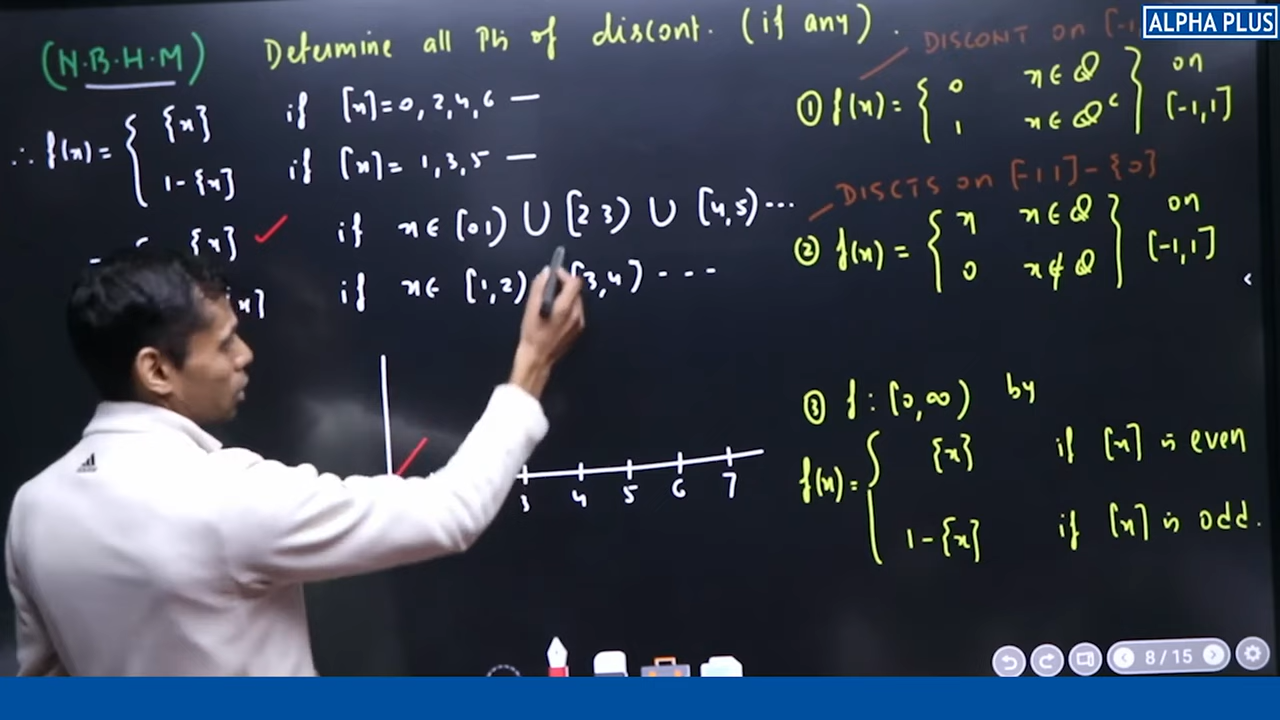 ALPHA PLUS
(N.B.H.M) Determine all Pts of discont. (if any).
∴ f(x) = { {x} if [x]=0,2,4,6 —
1-{x} if [x]= 1,3,5 —
{x} ✓ if x∈ [0 1) ∪ [2 3) ∪ [4,5) ...
x} if x∈ [1,2) [3,4) ---
3 4 5 6 7
DISCONT on [-1
① f(x) = { 0 x∈Q } on
1 x∈Q^c [-1,1]
DISCTS on [-1 1] - {0}
② f(x) = { x x∈Q } on
0 x∉Q [-1,1]
③ f : [0,∞) by
f(x) = { {x} if [x] is even
1-{x} if [x] is odd.
8 / 15